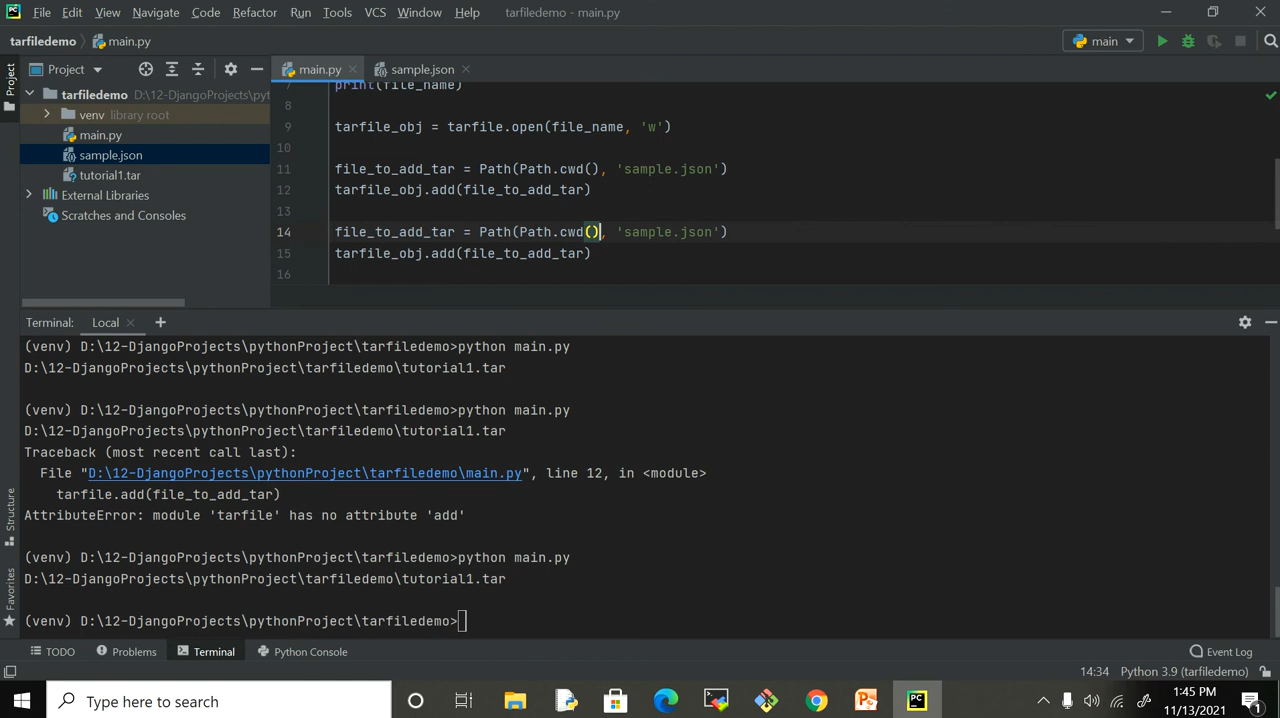 File Edit View Navigate Code Refactor Run Tools VCS Window Help tarfiledemo - main.py
tarfiledemo main.py main
Project main.py sample.json
Project
tarfiledemo D:\12-DjangoProjects\pyt
venv library root
main.py
sample.json
tutorial1.tar
External Libraries
Scratches and Consoles
7 print(file_name)
8
9 tarfile_obj = tarfile.open(file_name, 'w')
10
11 file_to_add_tar = Path(Path.cwd(), 'sample.json')
12 tarfile_obj.add(file_to_add_tar)
13
14 file_to_add_tar = Path(Path.cwd(), 'sample.json')
15 tarfile_obj.add(file_to_add_tar)
16
Terminal: Local
(venv) D:\12-DjangoProjects\pythonProject\tarfiledemo>python main.py
D:\12-DjangoProjects\pythonProject\tarfiledemo\tutorial1.tar
(venv) D:\12-DjangoProjects\pythonProject\tarfiledemo>python main.py
D:\12-DjangoProjects\pythonProject\tarfiledemo\tutorial1.tar
Traceback (most recent call last):
File "D:\12-DjangoProjects\pythonProject\tarfiledemo\main.py", line 12, in <module>
tarfile.add(file_to_add_tar)
AttributeError: module 'tarfile' has no attribute 'add'
(venv) D:\12-DjangoProjects\pythonProject\tarfiledemo>python main.py
D:\12-DjangoProjects\pythonProject\tarfiledemo\tutorial1.tar
(venv) D:\12-DjangoProjects\pythonProject\tarfiledemo>
Structure
Favorites
TODO Problems Terminal Python Console Event Log
14:34 Python 3.9 (tarfiledemo)
Type here to search
1:45 PM
11/13/2021
1